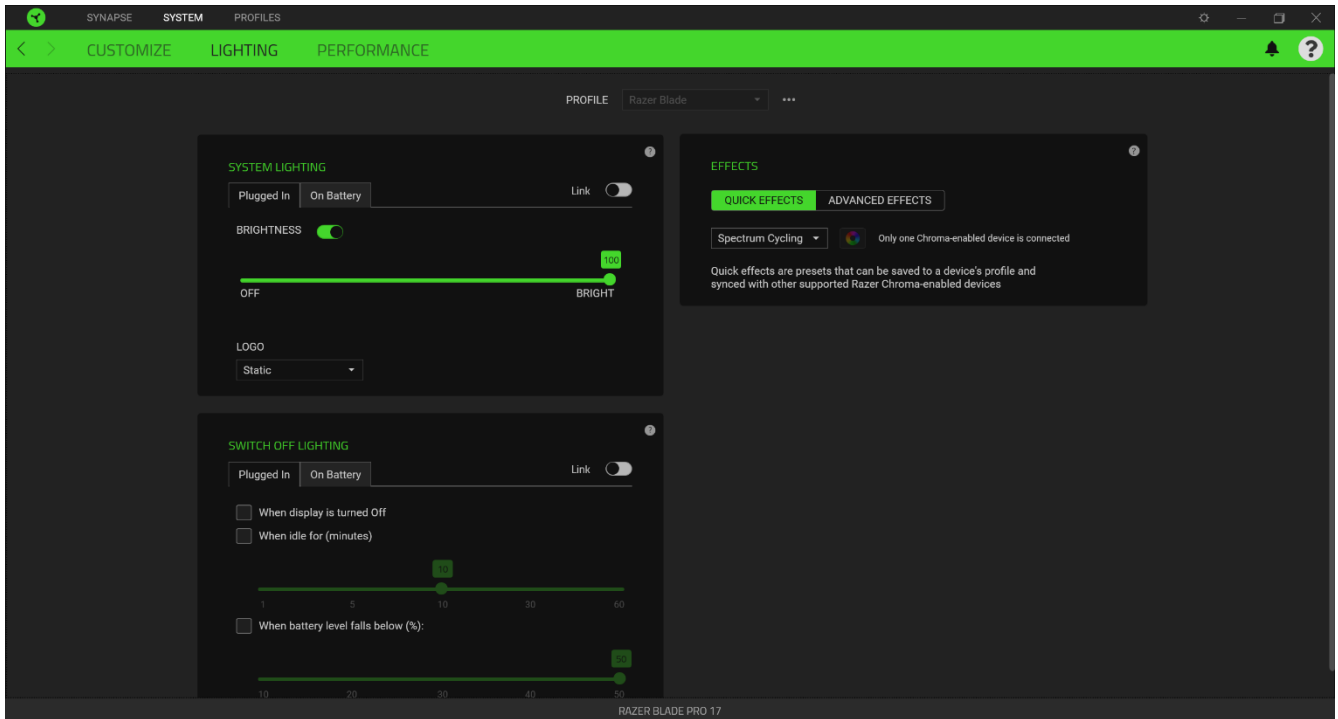 SYNAPSE SYSTEM PROFILES
CUSTOMIZE LIGHTING PERFORMANCE ?
PROFILE Razer Blade
SYSTEM LIGHTING ?
Plugged In On Battery Link
BRIGHTNESS
100
OFF BRIGHT
LOGO
Static
EFFECTS ?
QUICK EFFECTS ADVANCED EFFECTS
Spectrum Cycling Only one Chroma-enabled device is connected
Quick effects are presets that can be saved to a device's profile and
synced with other supported Razer Chroma-enabled devices
SWITCH OFF LIGHTING ?
Plugged In On Battery Link
When display is turned Off
When idle for (minutes)
10
1 5 10 30 60
When battery level falls below (%):
50
10 20 30 40 50
RAZER BLADE PRO 17